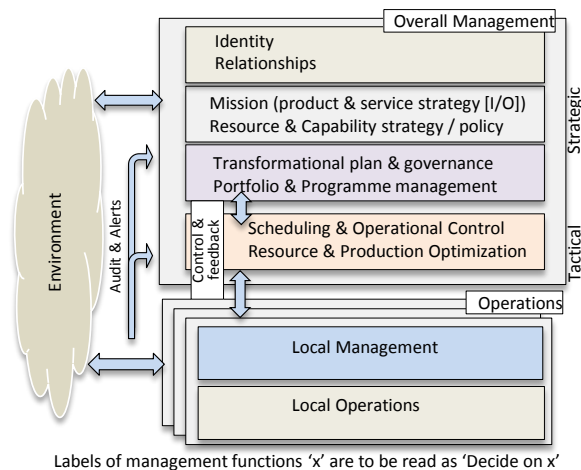 Overall Management
Identity
Relationships
Mission (product & service strategy [I/O])
Resource & Capability strategy / policy
Transformational plan & governance
Portfolio & Programme management
Scheduling & Operational Control
Resource & Production Optimization
Strategic
Tactical
Environment
Audit & Alerts
Control &
feedback
Operations
Local Management
Local Operations
Labels of management functions ‘x’ are to be read as ‘Decide on x’